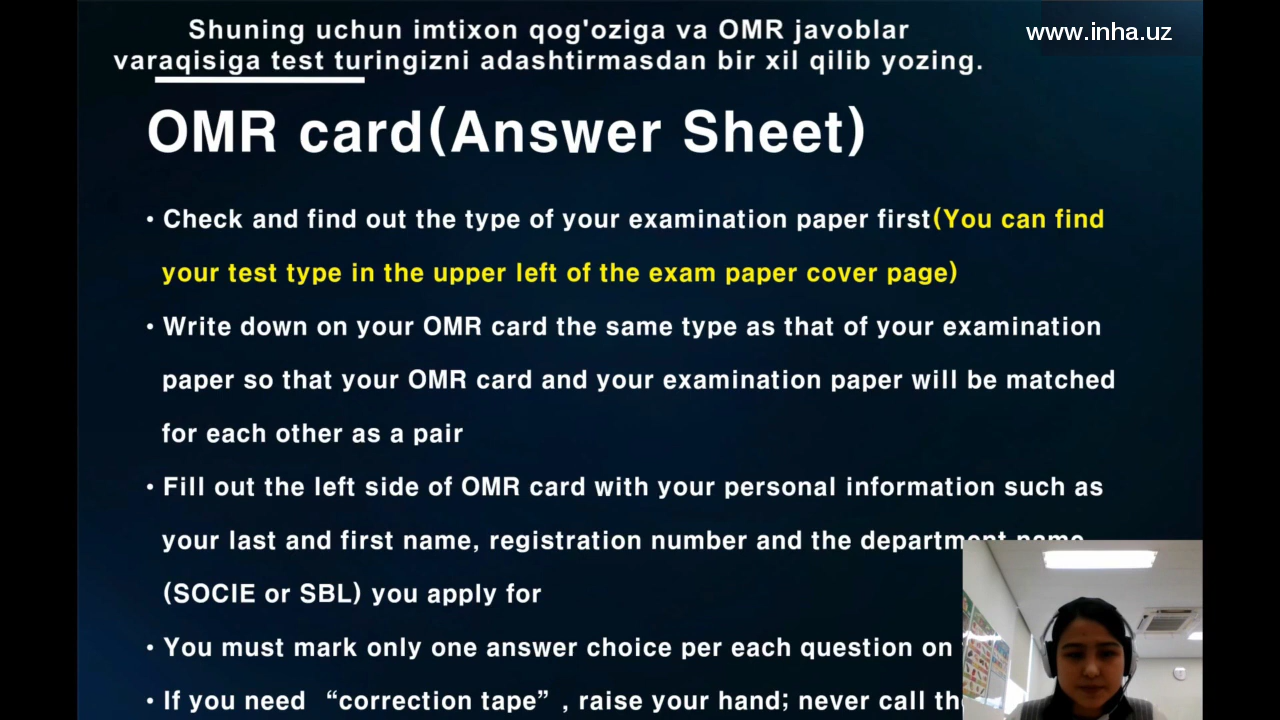 Shuning uchun imtixon qog'oziga va OMR javoblar
www.inha.uz
varaqisiga test turingizni adashtirmasdan bir xil qilib yozing.
OMR card(Answer Sheet)
• Check and find out the type of your examination paper first(You can find
your test type in the upper left of the exam paper cover page)
• Write down on your OMR card the same type as that of your examination
paper so that your OMR card and your examination paper will be matched
for each other as a pair
• Fill out the left side of OMR card with your personal information such as
your last and first name, registration number and the department name
(SOCIE or SBL) you apply for
• You must mark only one answer choice per each question on
• If you need “correction tape” , raise your hand; never call